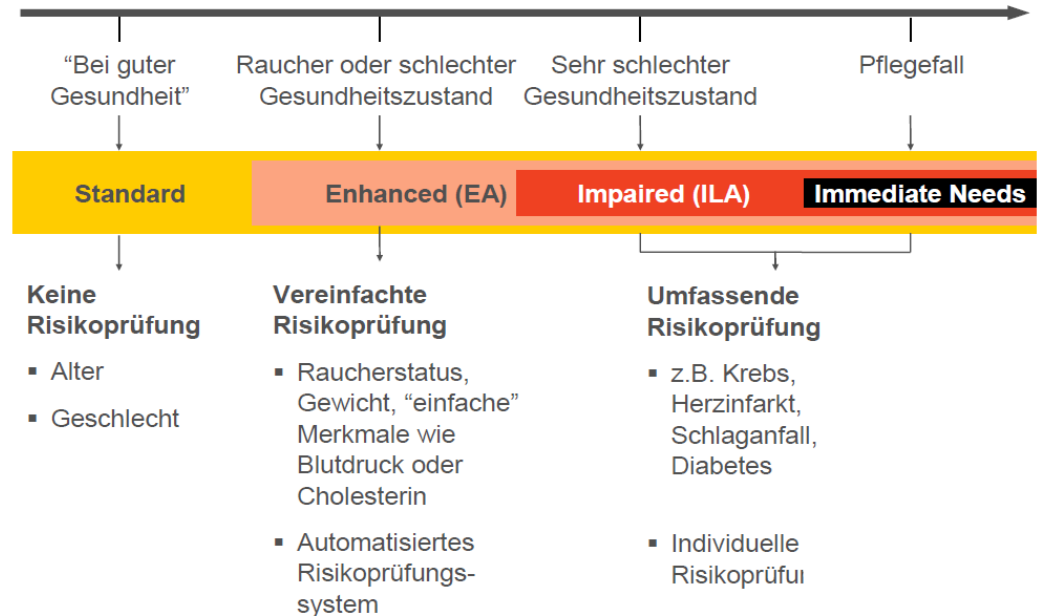 “Bei guter
Gesundheit”
Raucher oder schlechter
Gesundheitszustand
Sehr schlechter
Gesundheitszustand
Pflegefall
Standard
Enhanced (EA)
Impaired (ILA)
Immediate Needs
Keine
Risikoprüfung
▪ Alter
▪ Geschlecht
Vereinfachte
Risikoprüfung
▪ Raucherstatus,
Gewicht, “einfache”
Merkmale wie
Blutdruck oder
Cholesterin
▪ Automatisiertes
Risikoprüfungs-
system
Umfassende
Risikoprüfung
▪ z.B. Krebs,
Herzinfarkt,
Schlaganfall,
Diabetes
▪ Individuelle